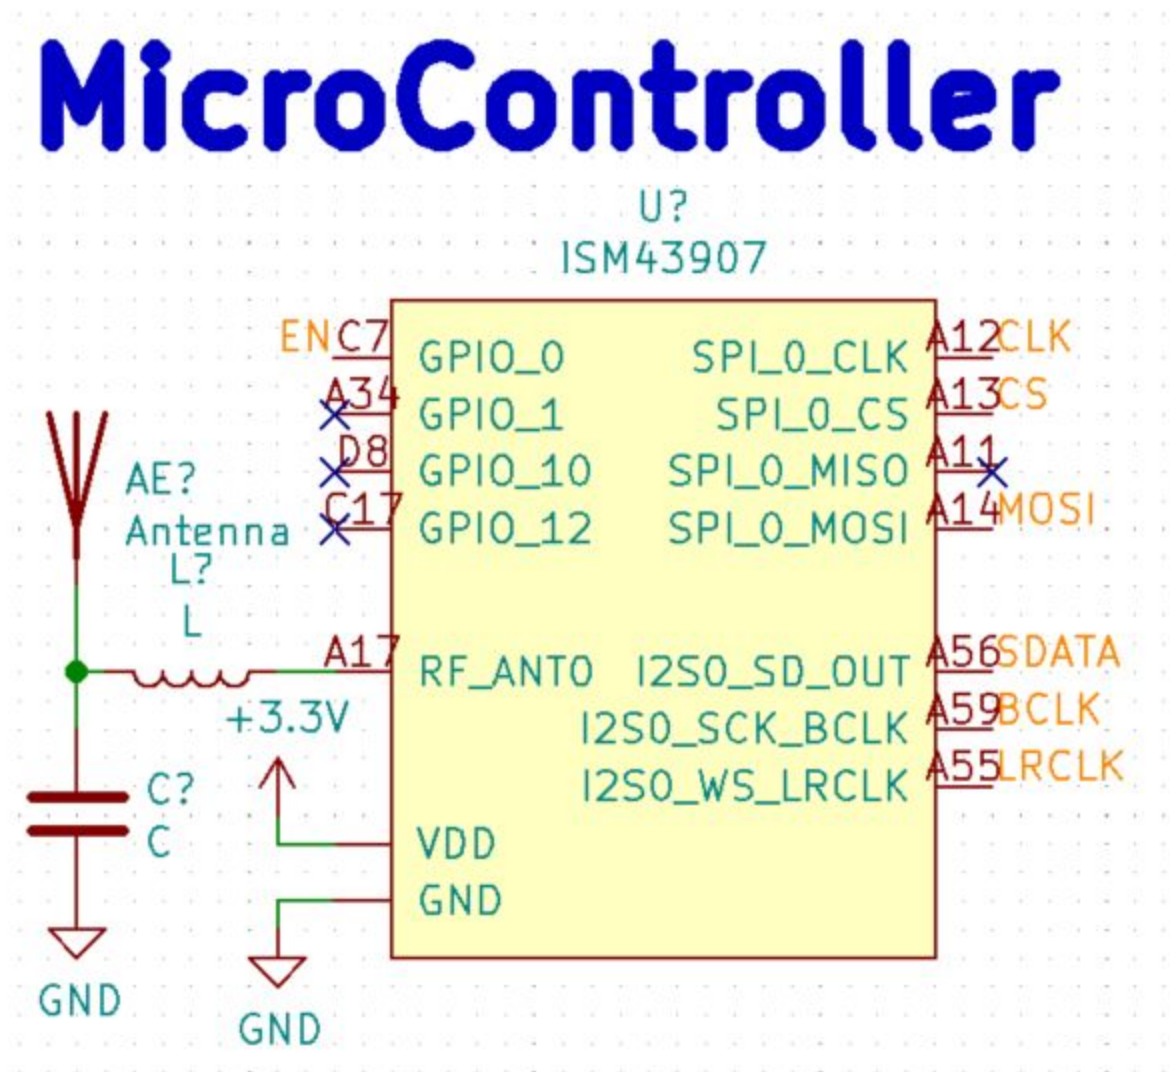 MicroController
U?
ISM43907
EN C7 GPIO_0 SPI_0_CLK A12 CLK
A34 GPIO_1 SPI_0_CS A13 CS
D8 GPIO_10 SPI_0_MISO A11
C17 GPIO_12 SPI_0_MOSI A14 MOSI
AE?
Antenna
L?
L
A17 RF_ANT0 I2S0_SD_OUT A56 SDATA
I2S0_SCK_BCLK A59 BCLK
I2S0_WS_LRCLK A55 LRCLK
+3.3V
C?
C
VDD
GND
GND
GND